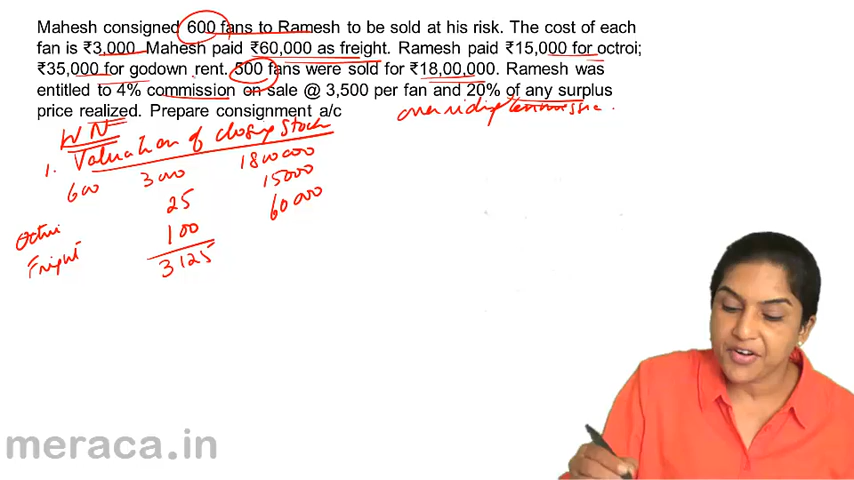 Mahesh consigned 600 fans to Ramesh to be sold at his risk. The cost of each
fan is ₹3,000. Mahesh paid ₹60,000 as freight. Ramesh paid ₹15,000 for octroi;
₹35,000 for godown rent. 500 fans were sold for ₹18,00,000. Ramesh was
entitled to 4% commission on sale @ 3,500 per fan and 20% of any surplus
price realized. Prepare consignment a/c
overriding
WN
1. Valuation of closing stock
600 3000 1800000
25 15000
Octroi 100 60000
Freight 3125
meraca.in